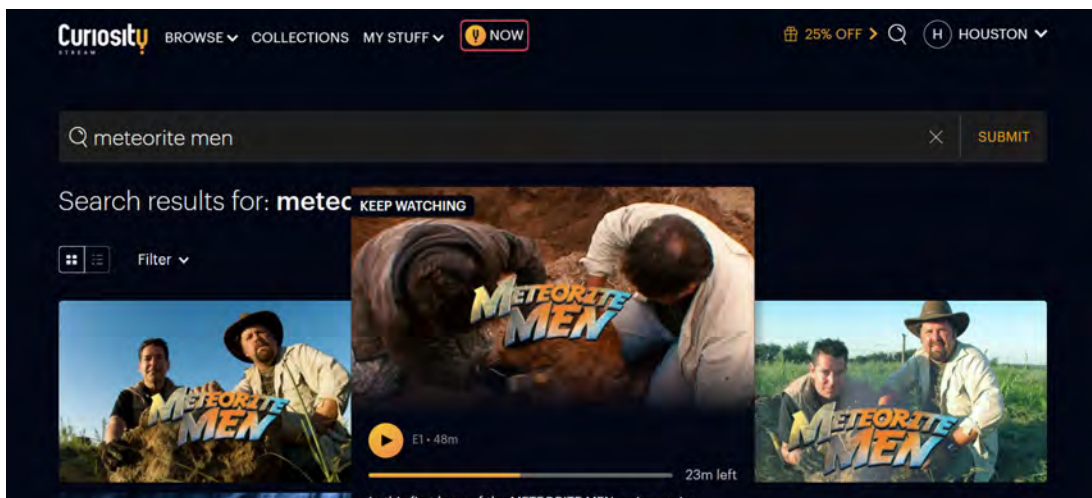 CURIOSITY
STREAM
BROWSE
COLLECTIONS
MY STUFF
NOW
25% OFF
H
HOUSTON
meteorite men
SUBMIT
Search results for: meteo
KEEP WATCHING
Filter
METEORITE
MEN
METEORITE
MEN
METEORITE
MEN
E1 • 48m
23m left